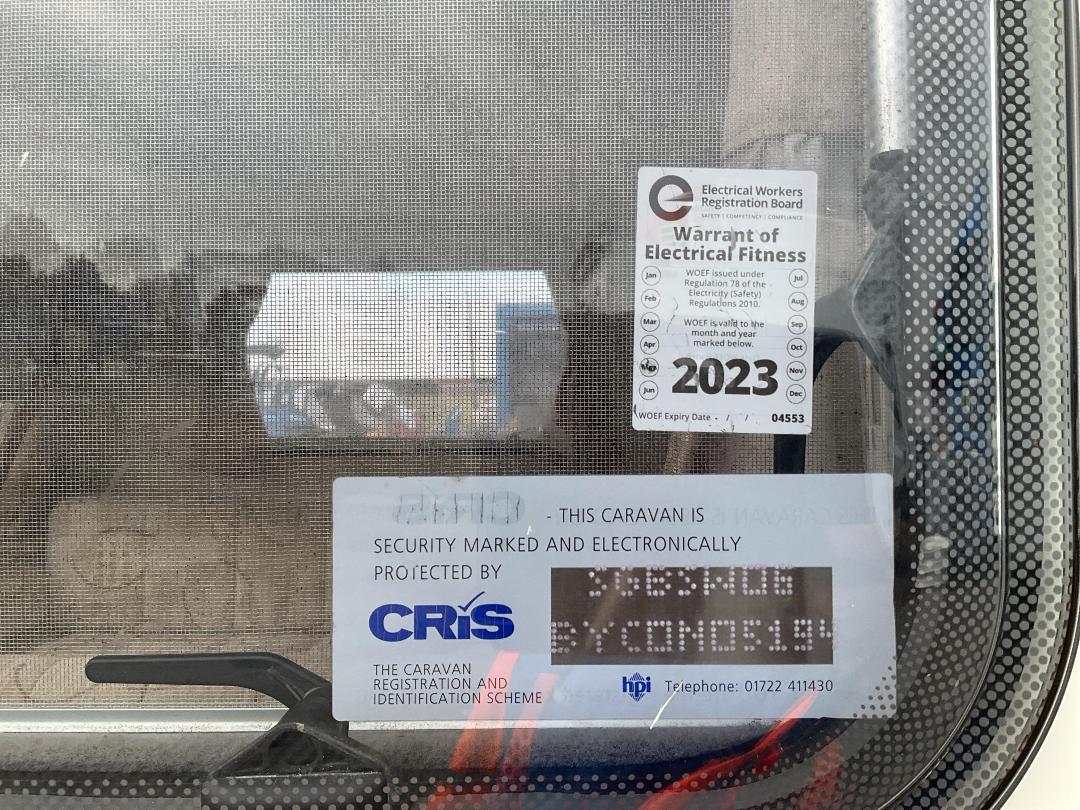 Electrical Workers
Registration Board
SAFETY | COMPETENCY | COMPLIANCE
Warrant of
Electrical Fitness
Jan
Feb
Mar
Apr
Jun
WOEF issued under
Regulation 78 of the
Electricity (Safety)
Regulations 2010.
WOEF is valid to the
month and year
marked below.
2023
Jul
Aug
Sep
Oct
Nov
Dec
WOEF Expiry Date - / /
04553
- THIS CARAVAN IS
SECURITY MARKED AND ELECTRONICALLY
PROTECTED BY
CRiS
THE CARAVAN
REGISTRATION AND
IDENTIFICATION SCHEME
hpi
Telephone: 01722 411430